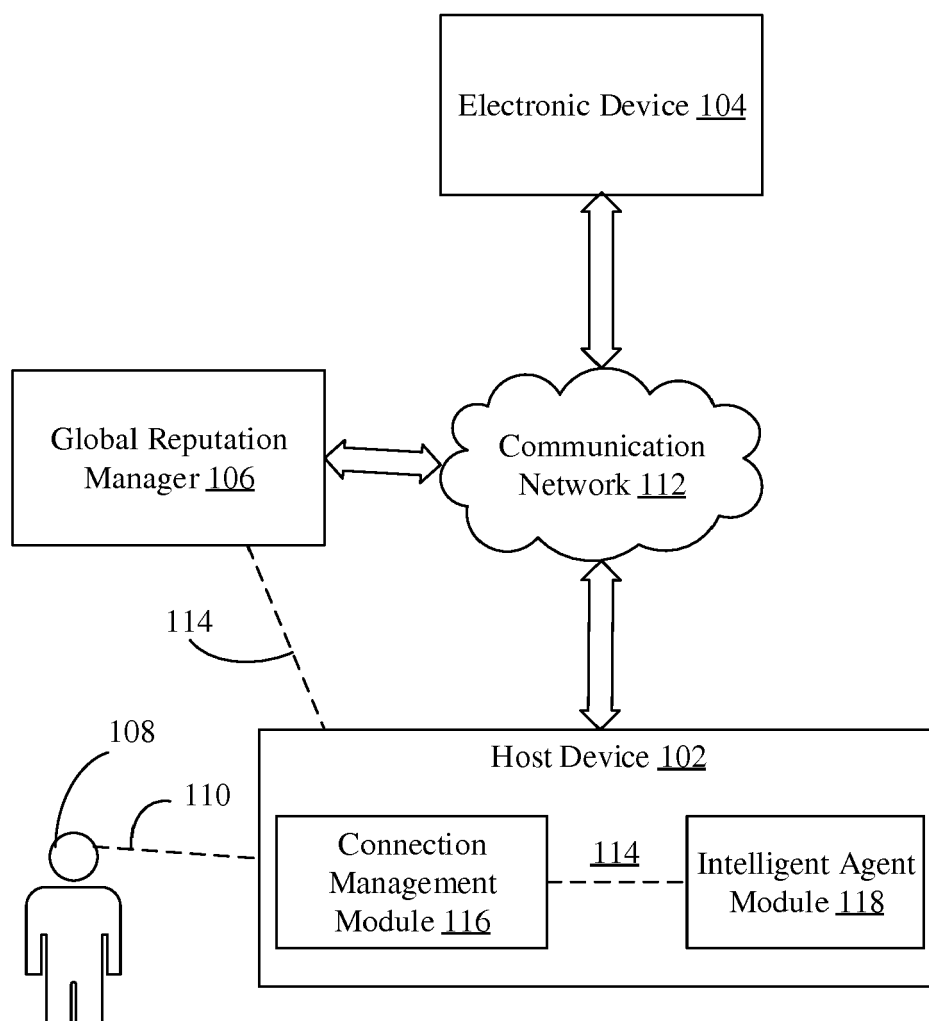 Electronic Device 104
Global Reputation
Manager 106
Communication
Network 112
114
108
110
Host Device 102
Connection
Management
Module 116
114
Intelligent Agent
Module 118